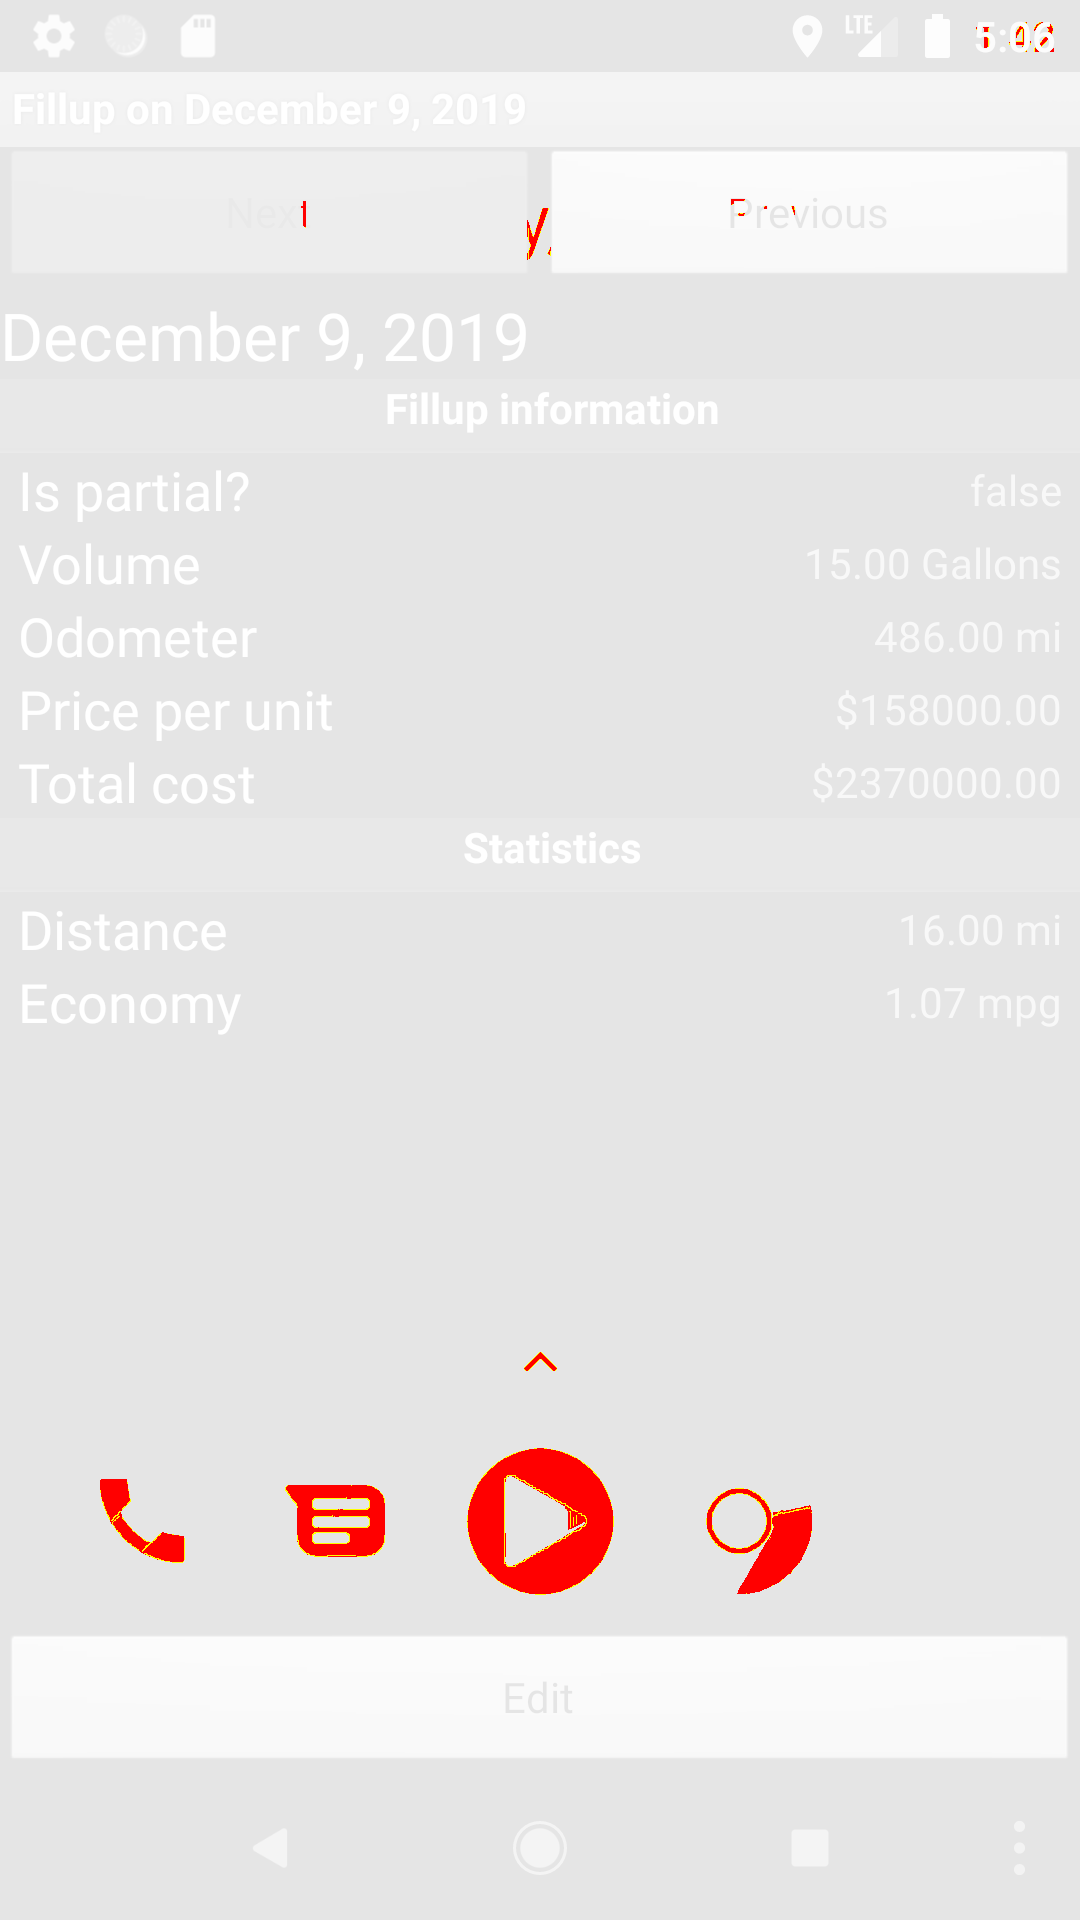 LTE
Fillup on December 9, 2019
Next Previous
December 9, 2019
Fillup information
Is partial? false
Volume 15.00 Gallons
Odometer 486.00 mi
Price per unit $158000.00
Total cost $2370000.00
Statistics
Distance 16.00 mi
Economy 1.07 mpg
Edit